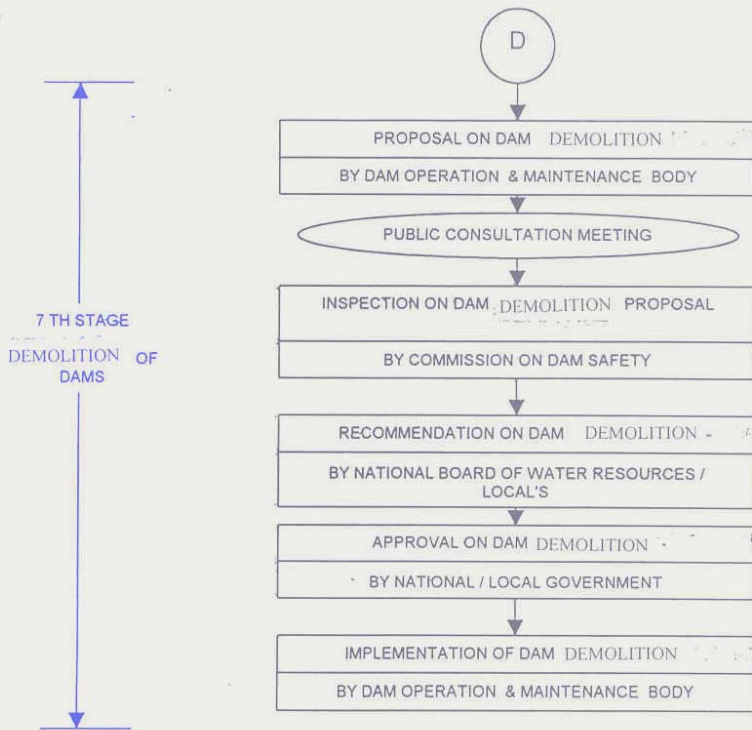 D
PROPOSAL ON DAM DEMOLITION
BY DAM OPERATION & MAINTENANCE BODY
PUBLIC CONSULTATION MEETING
INSPECTION ON DAM DEMOLITION PROPOSAL
BY COMMISSION ON DAM SAFETY
RECOMMENDATION ON DAM DEMOLITION
BY NATIONAL BOARD OF WATER RESOURCES /
LOCAL'S
APPROVAL ON DAM DEMOLITION
BY NATIONAL / LOCAL GOVERNMENT
IMPLEMENTATION OF DAM DEMOLITION
BY DAM OPERATION & MAINTENANCE BODY
7 TH STAGE
DEMOLITION OF
DAMS